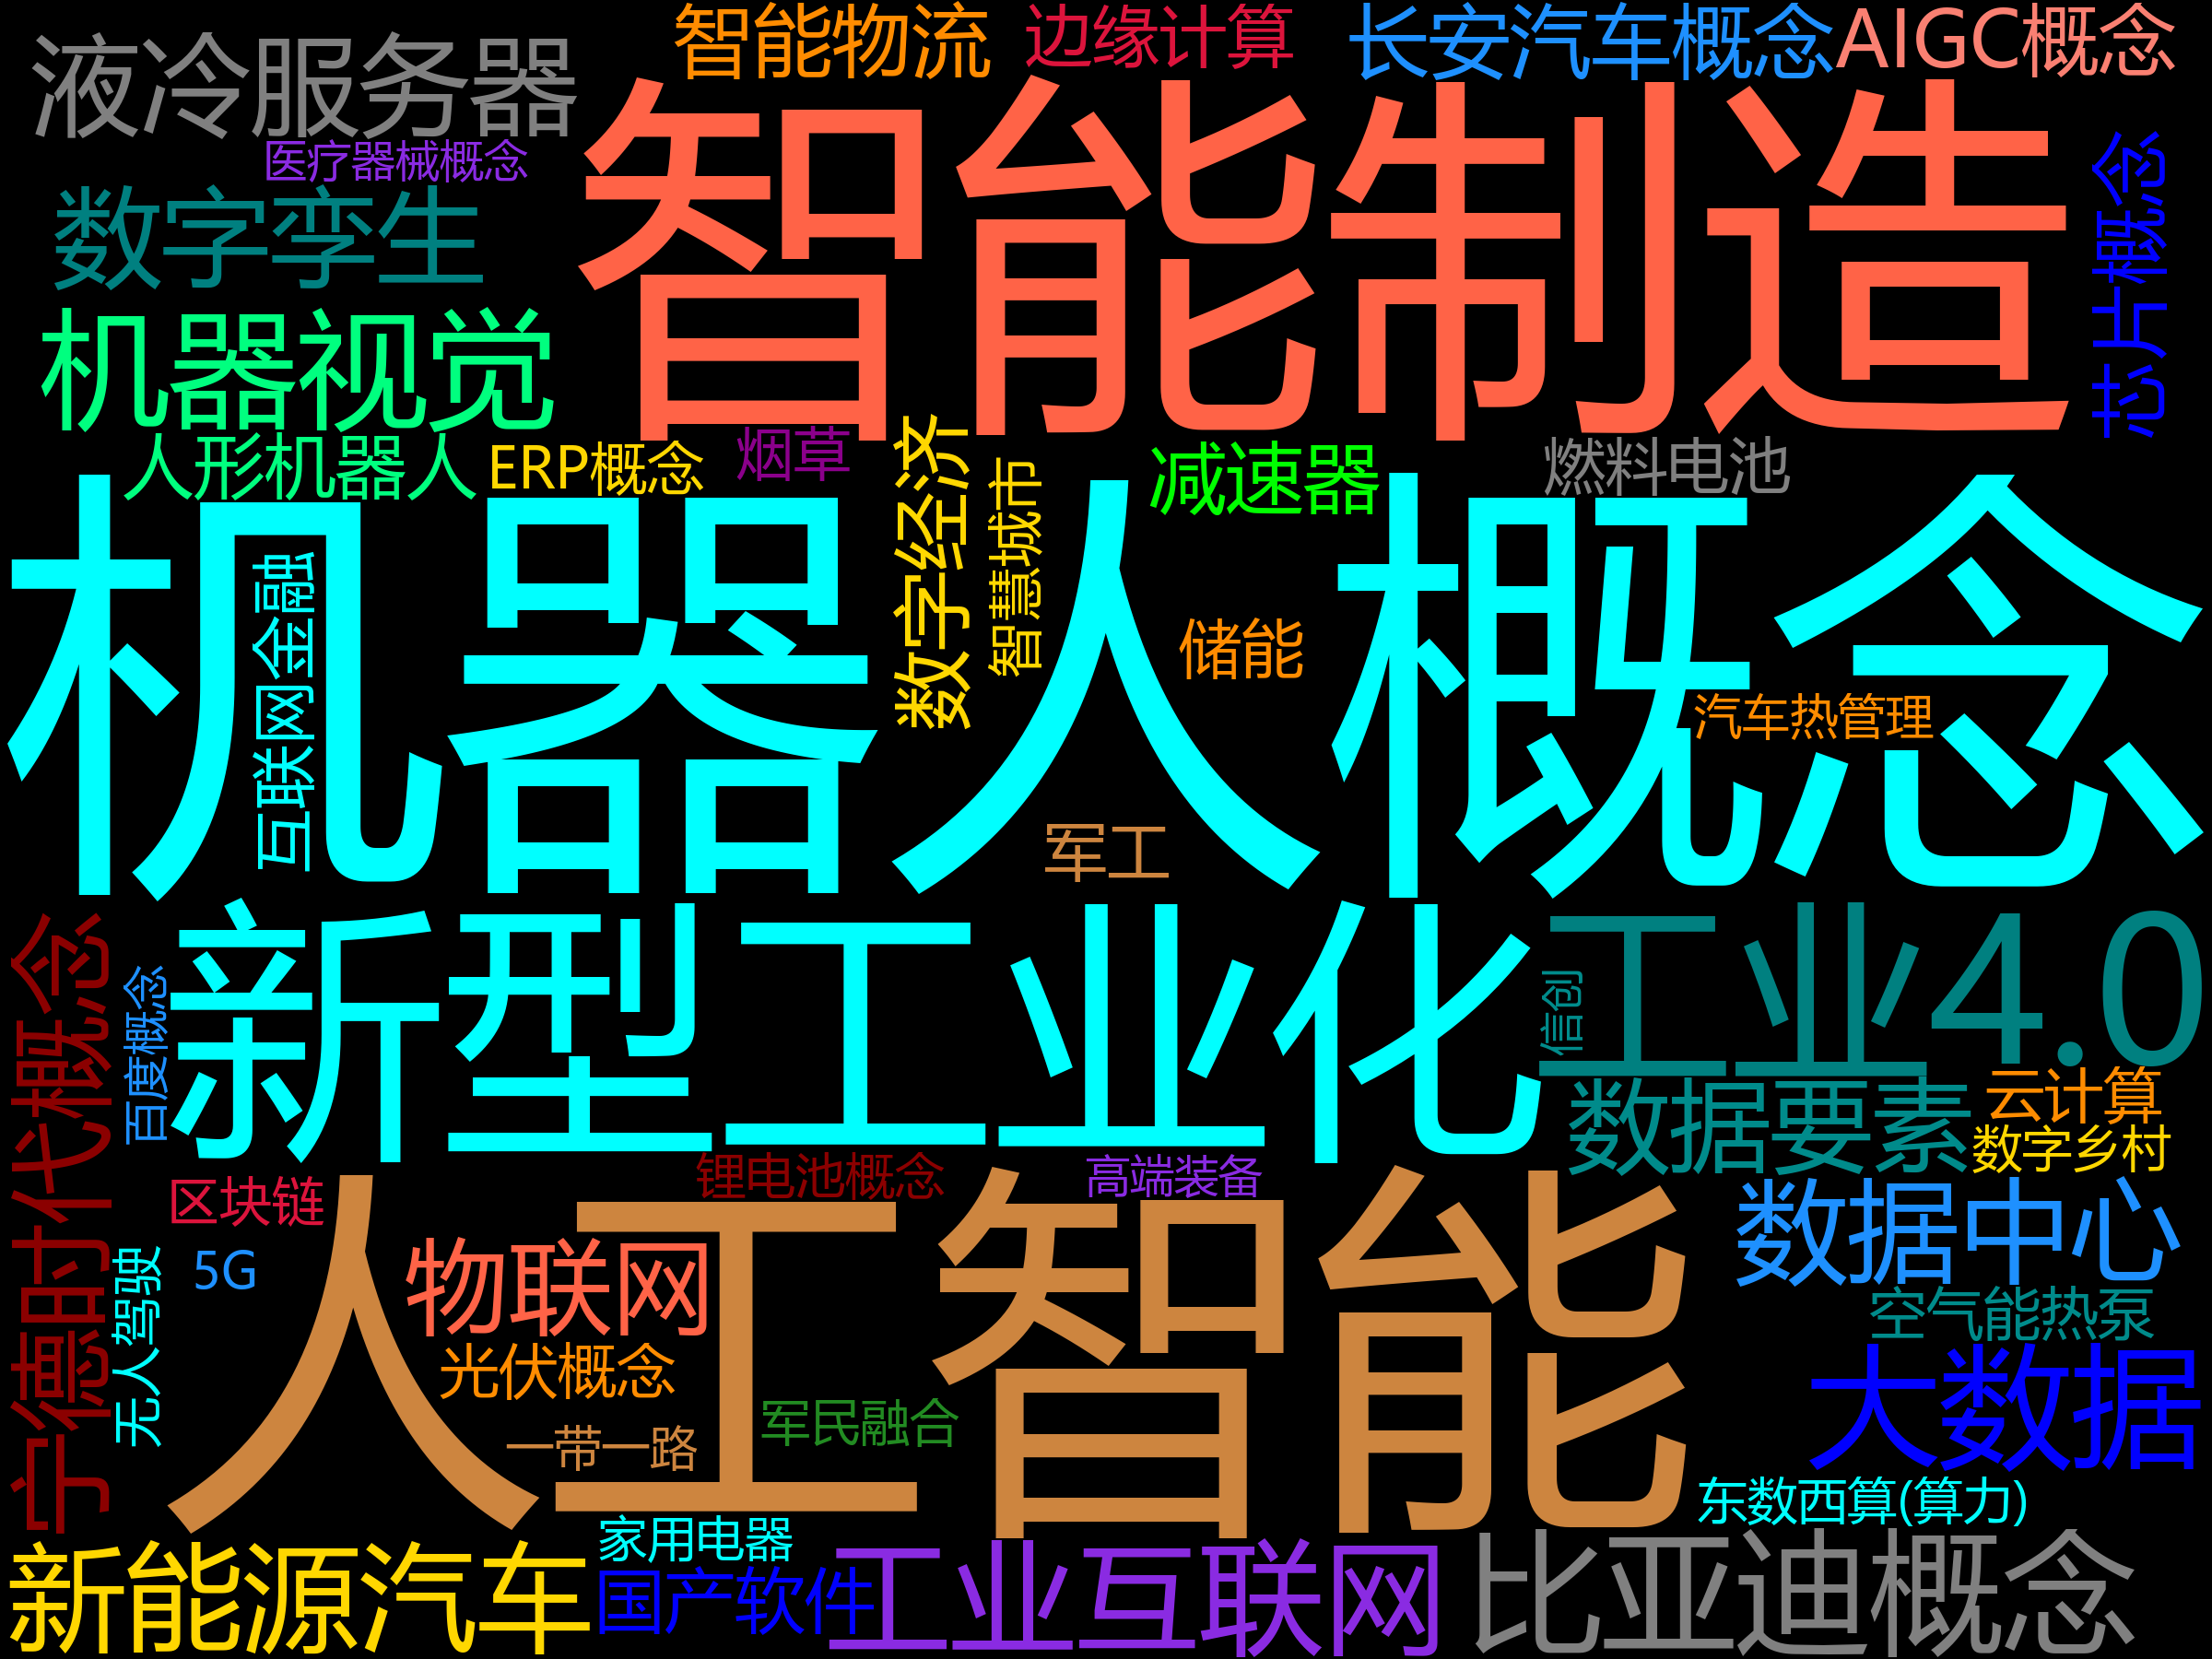 智能物流
边缘计算
长安汽车概念
AIGC概念
液冷服务器
智能制造
医疗器械概念
芯片概念
数字孪生
机器视觉
人形机器人
ERP概念
烟草
数字经济
智慧城市
减速器
燃料电池
机器人概念
互联网金融
储能
汽车热管理
军工
宁德时代概念
百度概念
新型工业化
工业4.0
信创
数据要素
云计算
数字乡村
锂电池概念
高端装备
区块链
人工智能
数据中心
5G
无人驾驶
物联网
空气能热泵
光伏概念
大数据
军民融合
一带一路
东数西算(算力)
家用电器
新能源汽车
国产软件
工业互联网
比亚迪概念